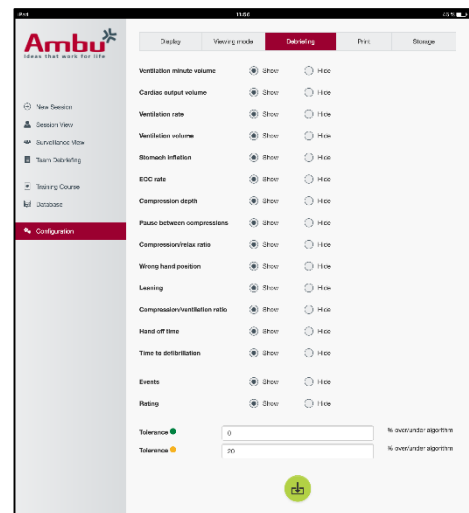 iPad 11:50 45 %
Ambu
Ideas that work for life
Display Viewing mode Debriefing Print Storage
New Session
Session View
Surveillance View
Team Debriefing
Training Course
Database
Configuration
Ventilation minute volume Show Hide
Cardiac output volume Show Hide
Ventilation rate Show Hide
Ventilation volume Show Hide
Stomach inflation Show Hide
ECC rate Show Hide
Compression depth Show Hide
Pause between compressions Show Hide
Compression/relax ratio Show Hide
Wrong hand position Show Hide
Leaning Show Hide
Compression/ventilation ratio Show Hide
Hand off time Show Hide
Time to defibrillation Show Hide
Events Show Hide
Rating Show Hide
Tolerance 0 % over/under algorithm
Tolerance 20 % over/under algorithm